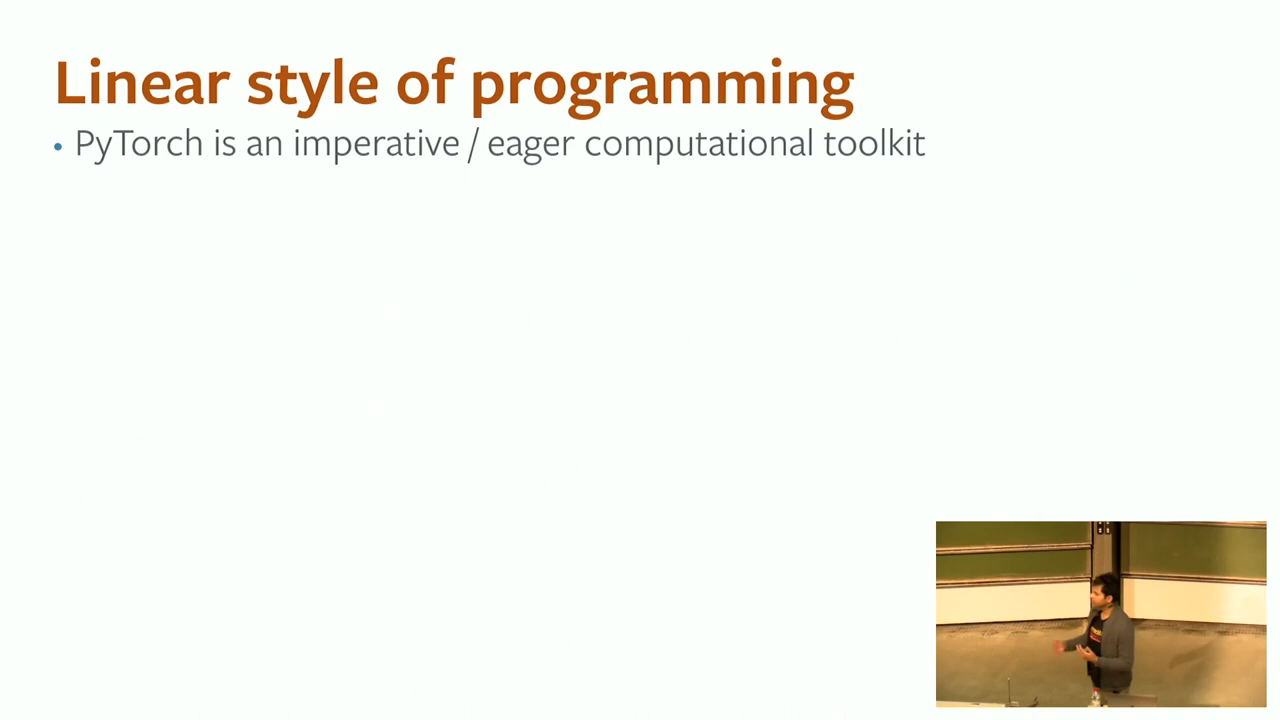 Linear style of programming
• PyTorch is an imperative / eager computational toolkit